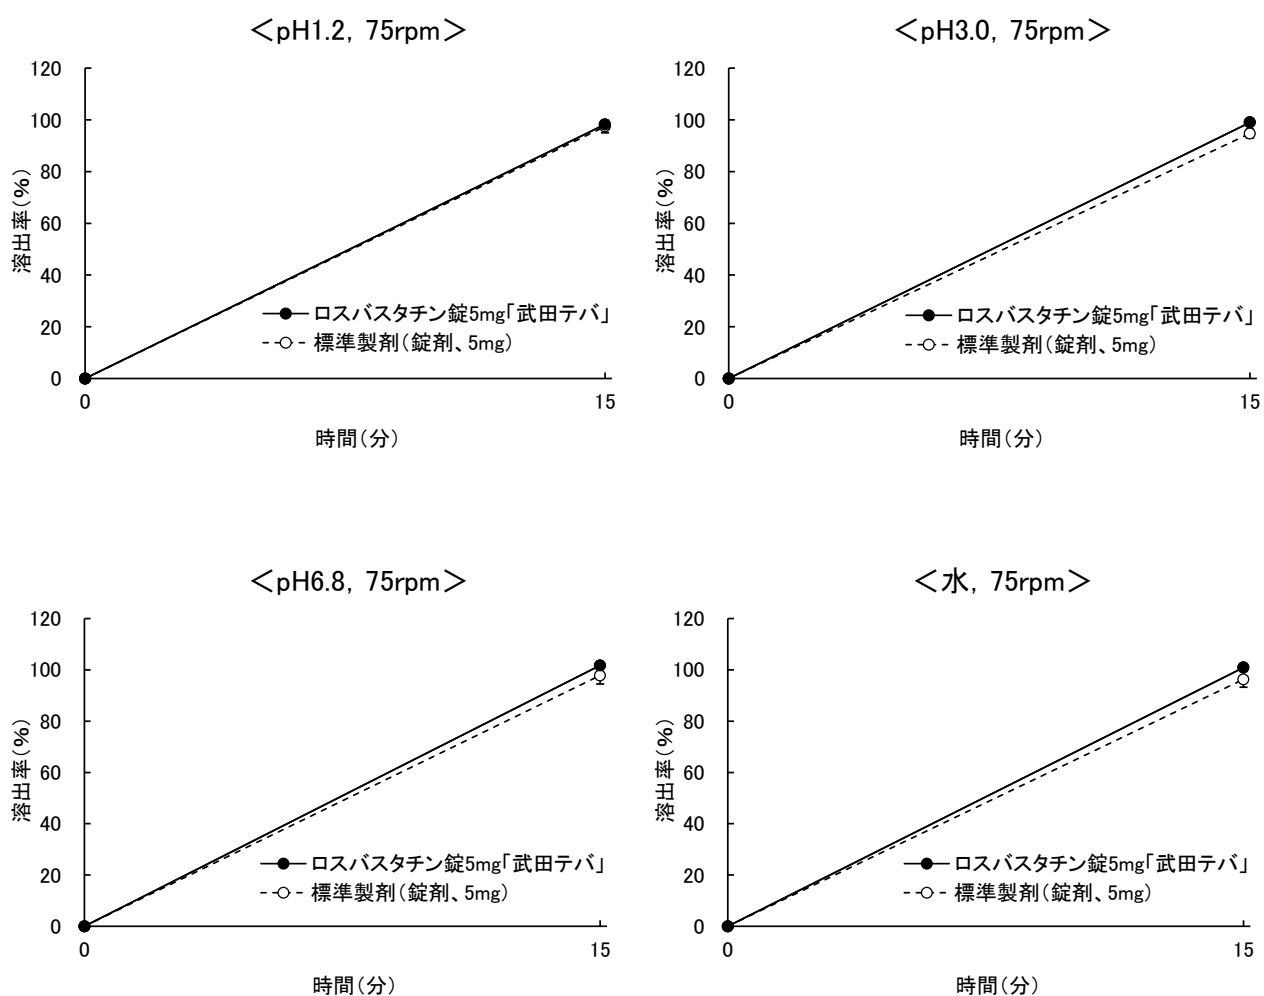 ＜pH1.2, 75rpm＞
120
100
80
60
40
20
0
溶出率(%)
ロスバスタチン錠5mg「武田テバ」
標準製剤(錠剤、5mg)
0
15
時間(分)
＜pH3.0, 75rpm＞
120
100
80
60
40
20
0
溶出率(%)
ロスバスタチン錠5mg「武田テバ」
標準製剤(錠剤、5mg)
0
15
時間(分)
＜pH6.8, 75rpm＞
120
100
80
60
40
20
0
溶出率(%)
ロスバスタチン錠5mg「武田テバ」
標準製剤(錠剤、5mg)
0
15
時間(分)
＜水, 75rpm＞
120
100
80
60
40
20
0
溶出率(%)
ロスバスタチン錠5mg「武田テバ」
標準製剤(錠剤、5mg)
0
15
時間(分)